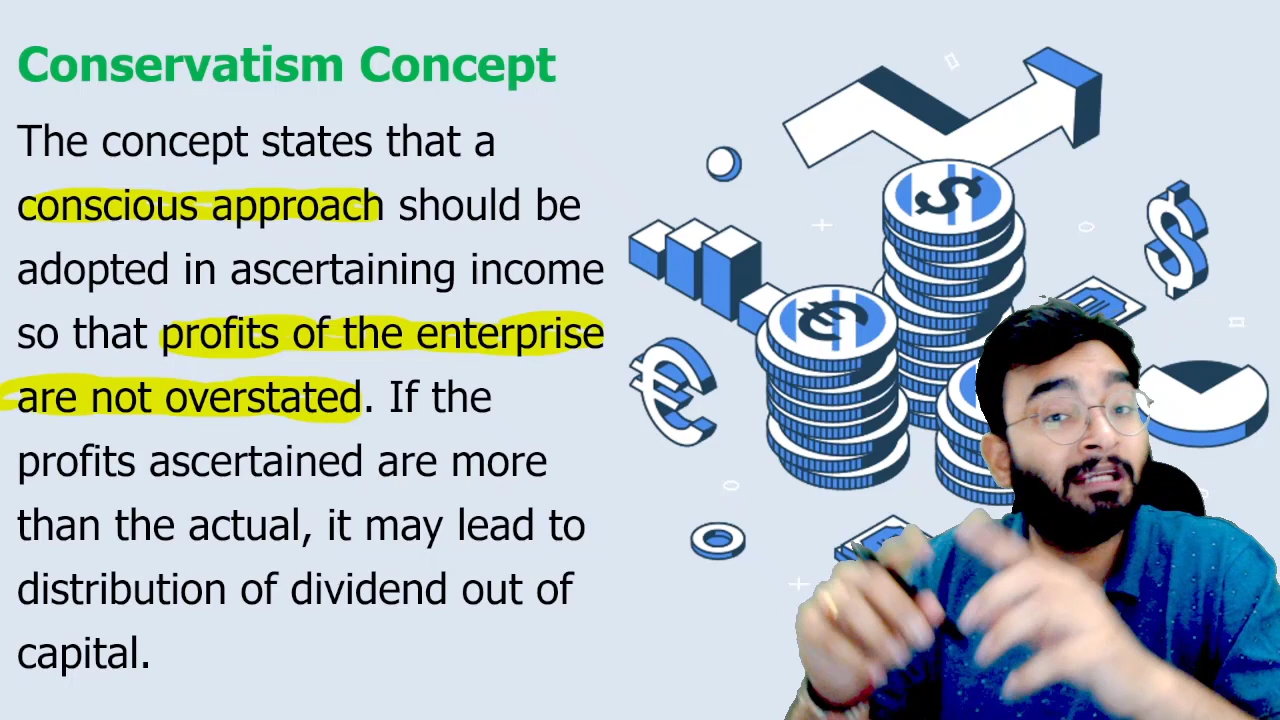 Conservatism Concept
The concept states that a
conscious approach should be
adopted in ascertaining income
so that profits of the enterprise
are not overstated. If the
profits ascertained are more
than the actual, it may lead to
distribution of dividend out of
capital.